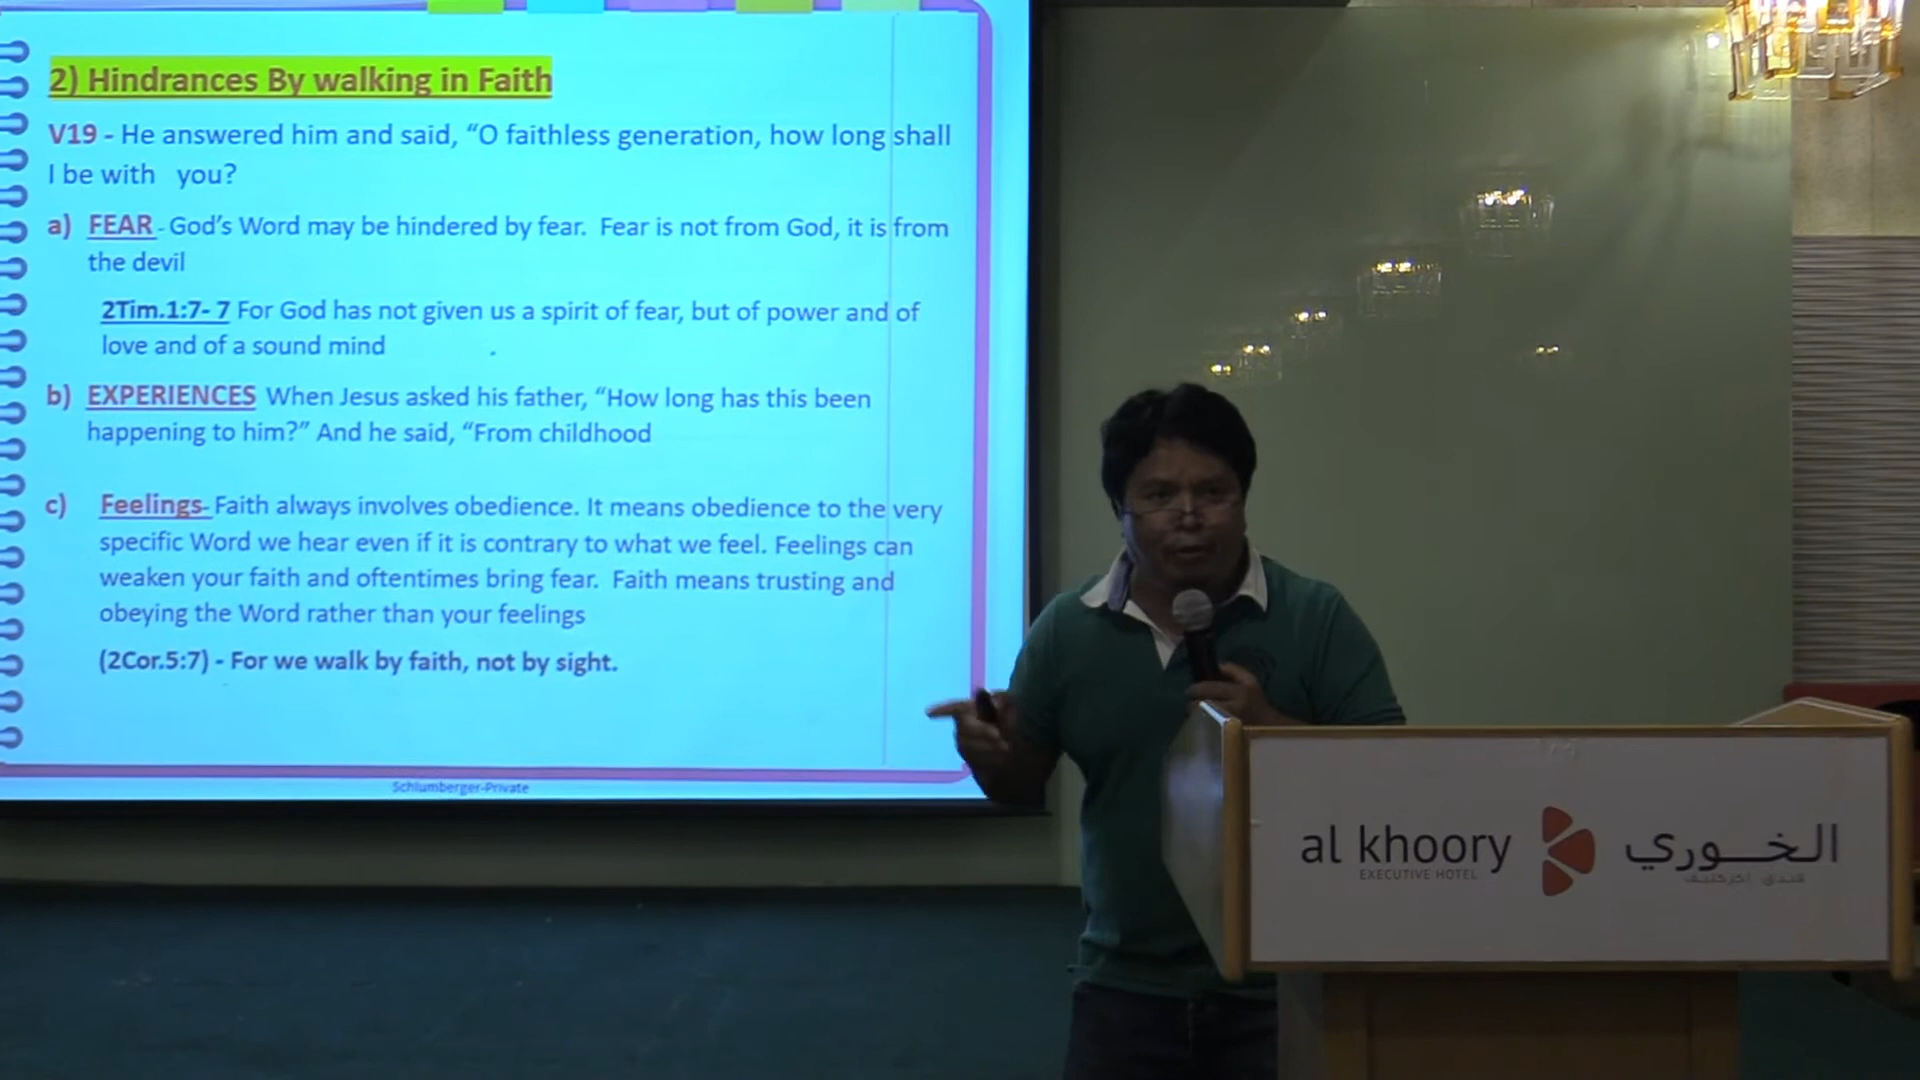 2) Hindrances By walking in Faith
V19 - He answered him and said, “O faithless generation, how long shall
I be with you?
a) FEAR - God’s Word may be hindered by fear. Fear is not from God, it is from
the devil
2Tim.1:7- 7 For God has not given us a spirit of fear, but of power and of
love and of a sound mind
b) EXPERIENCES When Jesus asked his father, “How long has this been
happening to him?” And he said, “From childhood
c) Feelings- Faith always involves obedience. It means obedience to the very
specific Word we hear even if it is contrary to what we feel. Feelings can
weaken your faith and oftentimes bring fear. Faith means trusting and
obeying the Word rather than your feelings
(2Cor.5:7) - For we walk by faith, not by sight.
Schlumberger-Private
al khoory
EXECUTIVE HOTEL
الخوري
فندق